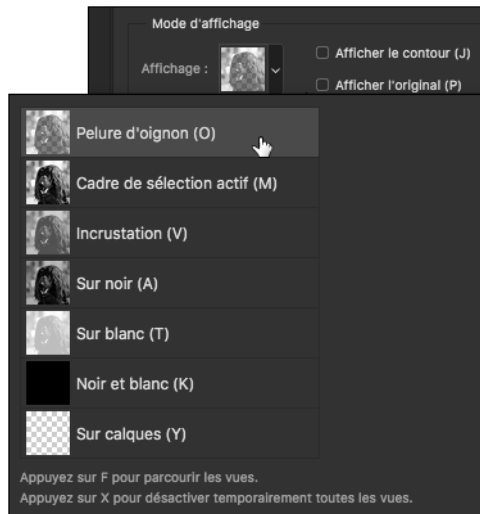 Mode d'affichage
Affichage :
Afficher le contour (J)
Afficher l'original (P)
Pelure d'oignon (O)
Cadre de sélection actif (M)
Incrustation (V)
Sur noir (A)
Sur blanc (T)
Noir et blanc (K)
Sur calques (Y)
Appuyez sur F pour parcourir les vues.
Appuyez sur X pour désactiver temporairement toutes les vues.